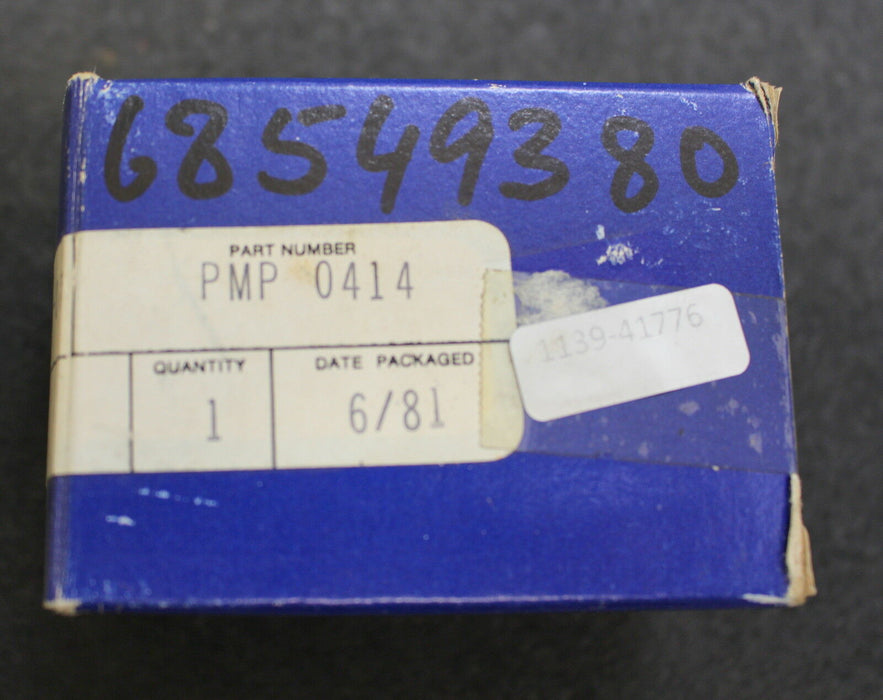 68549380
PART NUMBER
PMP 0414
1139-41776
QUANTITY
DATE PACKAGED
1
6/81